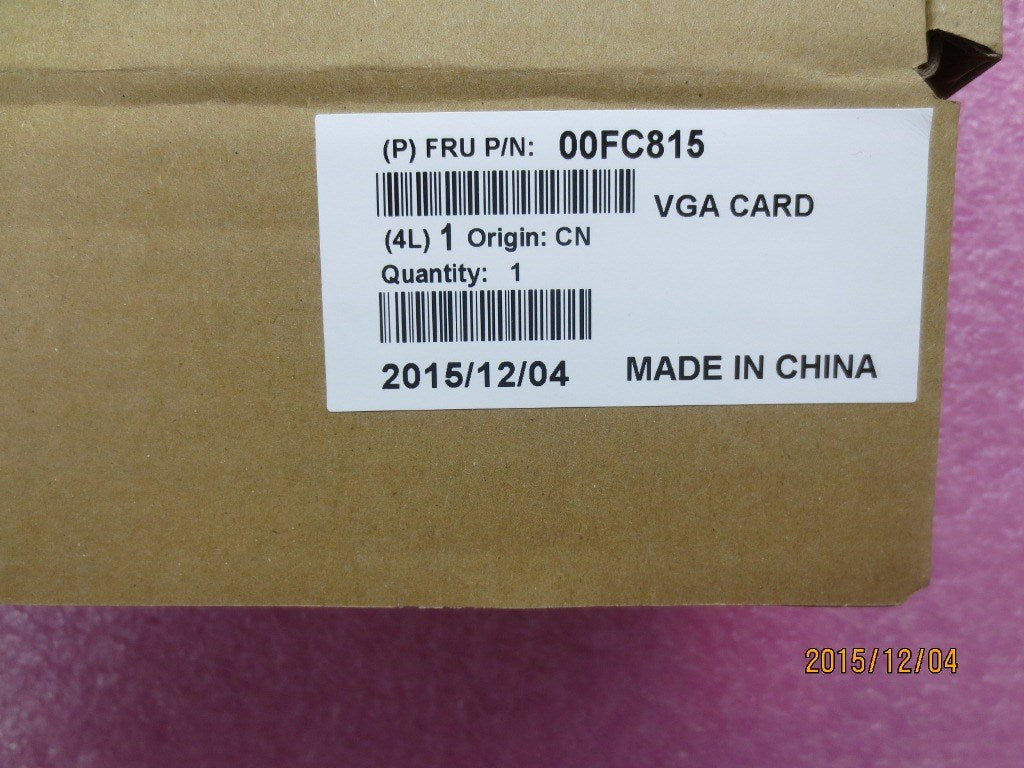 (P) FRU P/N: 00FC815
VGA CARD
(4L) 1 Origin: CN
Quantity: 1
2015/12/04 MADE IN CHINA
2015/12/04